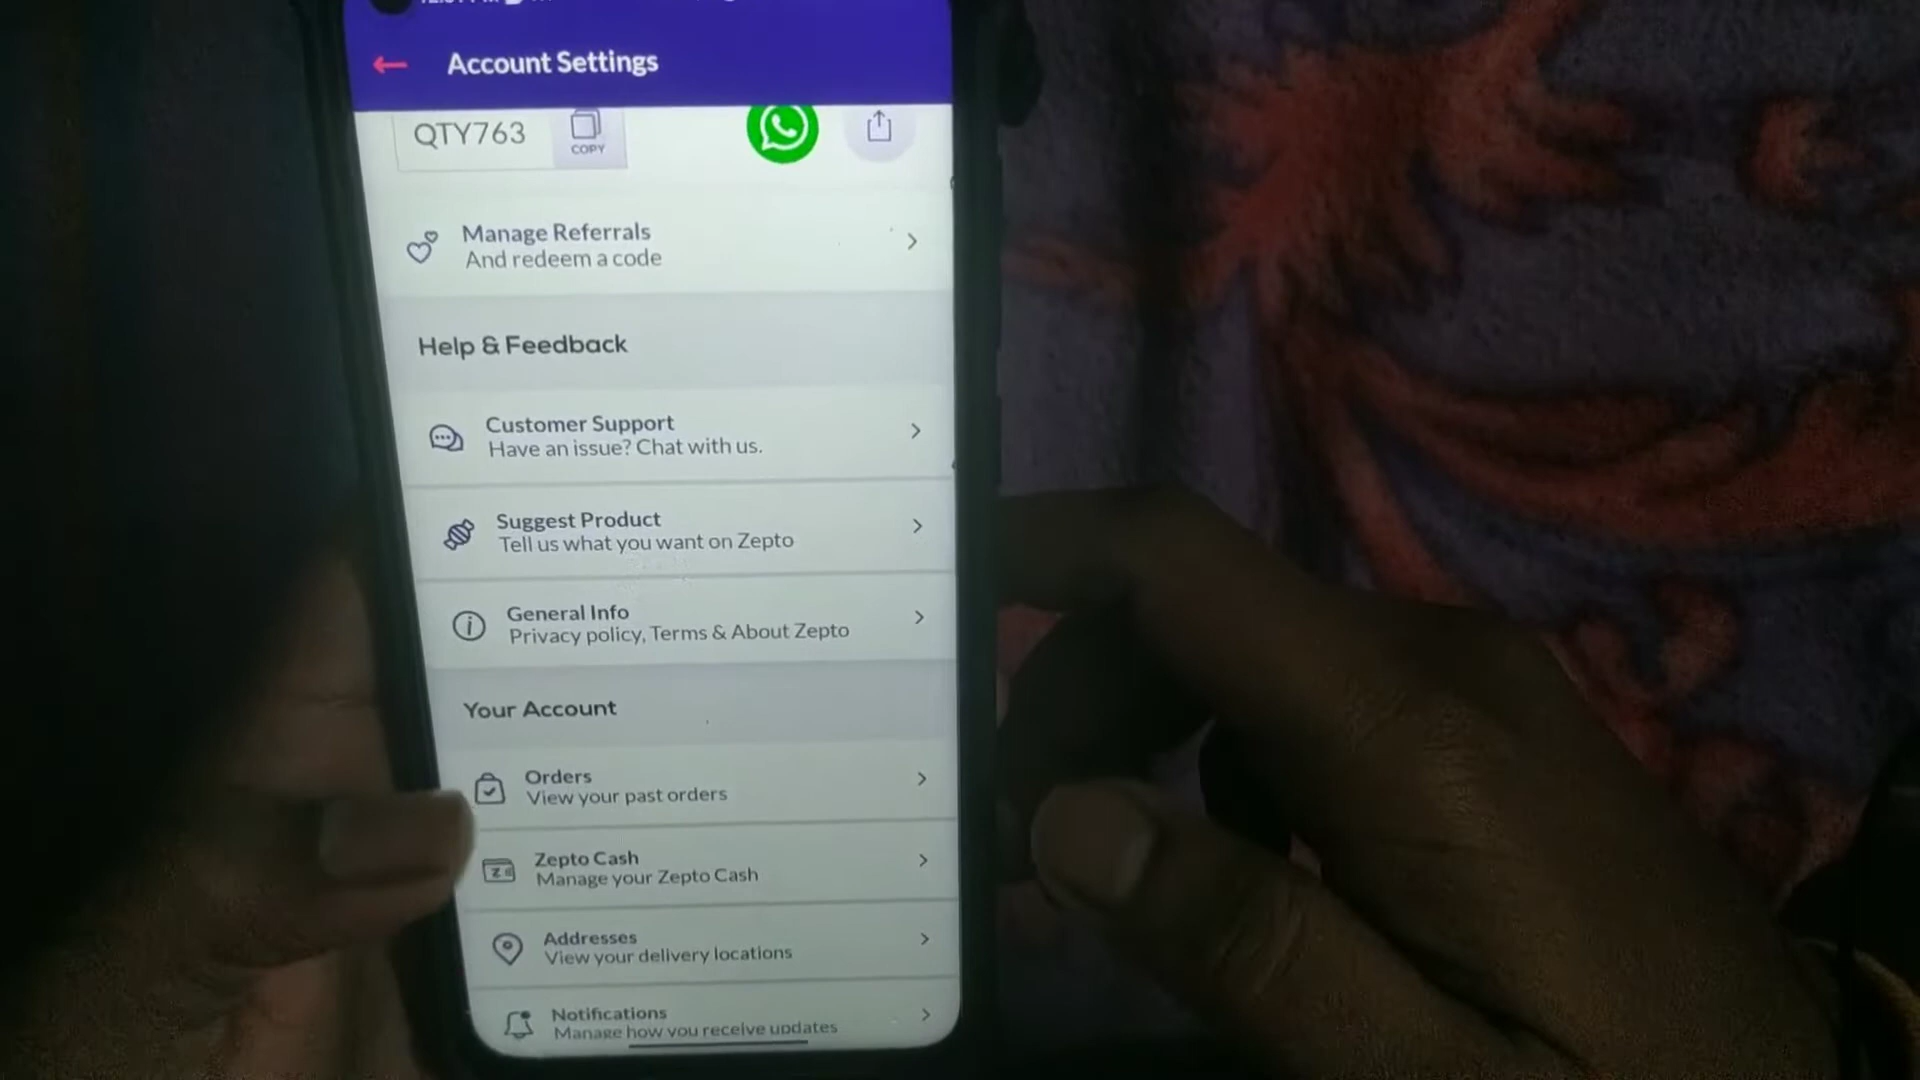 Account Settings
QTY763
COPY
Manage Referrals
And redeem a code
Help & Feedback
Customer Support
Have an issue? Chat with us.
Suggest Product
Tell us what you want on Zepto
General Info
Privacy policy, Terms & About Zepto
Your Account
Orders
View your past orders
Zepto Cash
Manage your Zepto Cash
Addresses
View your delivery locations
Notifications
Manage how you receive updates